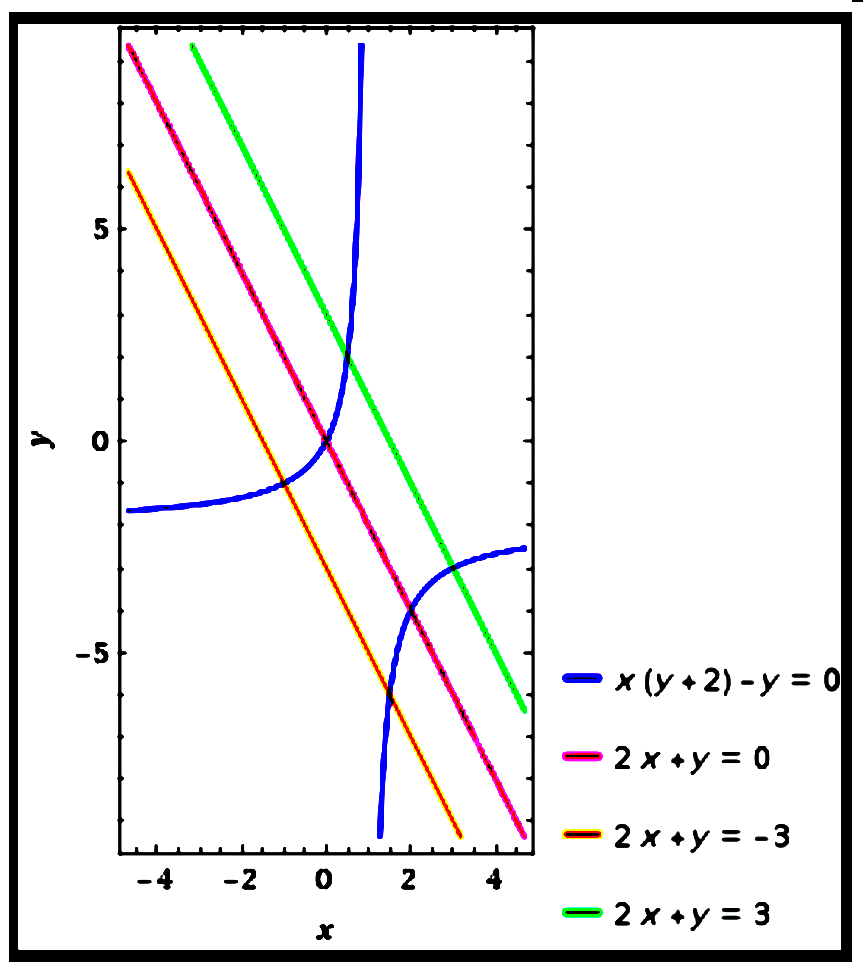 5
0
-5
y
-4 -2 0 2 4
x
x (y + 2) - y = 0
2 x + y = 0
2 x + y = -3
2 x + y = 3